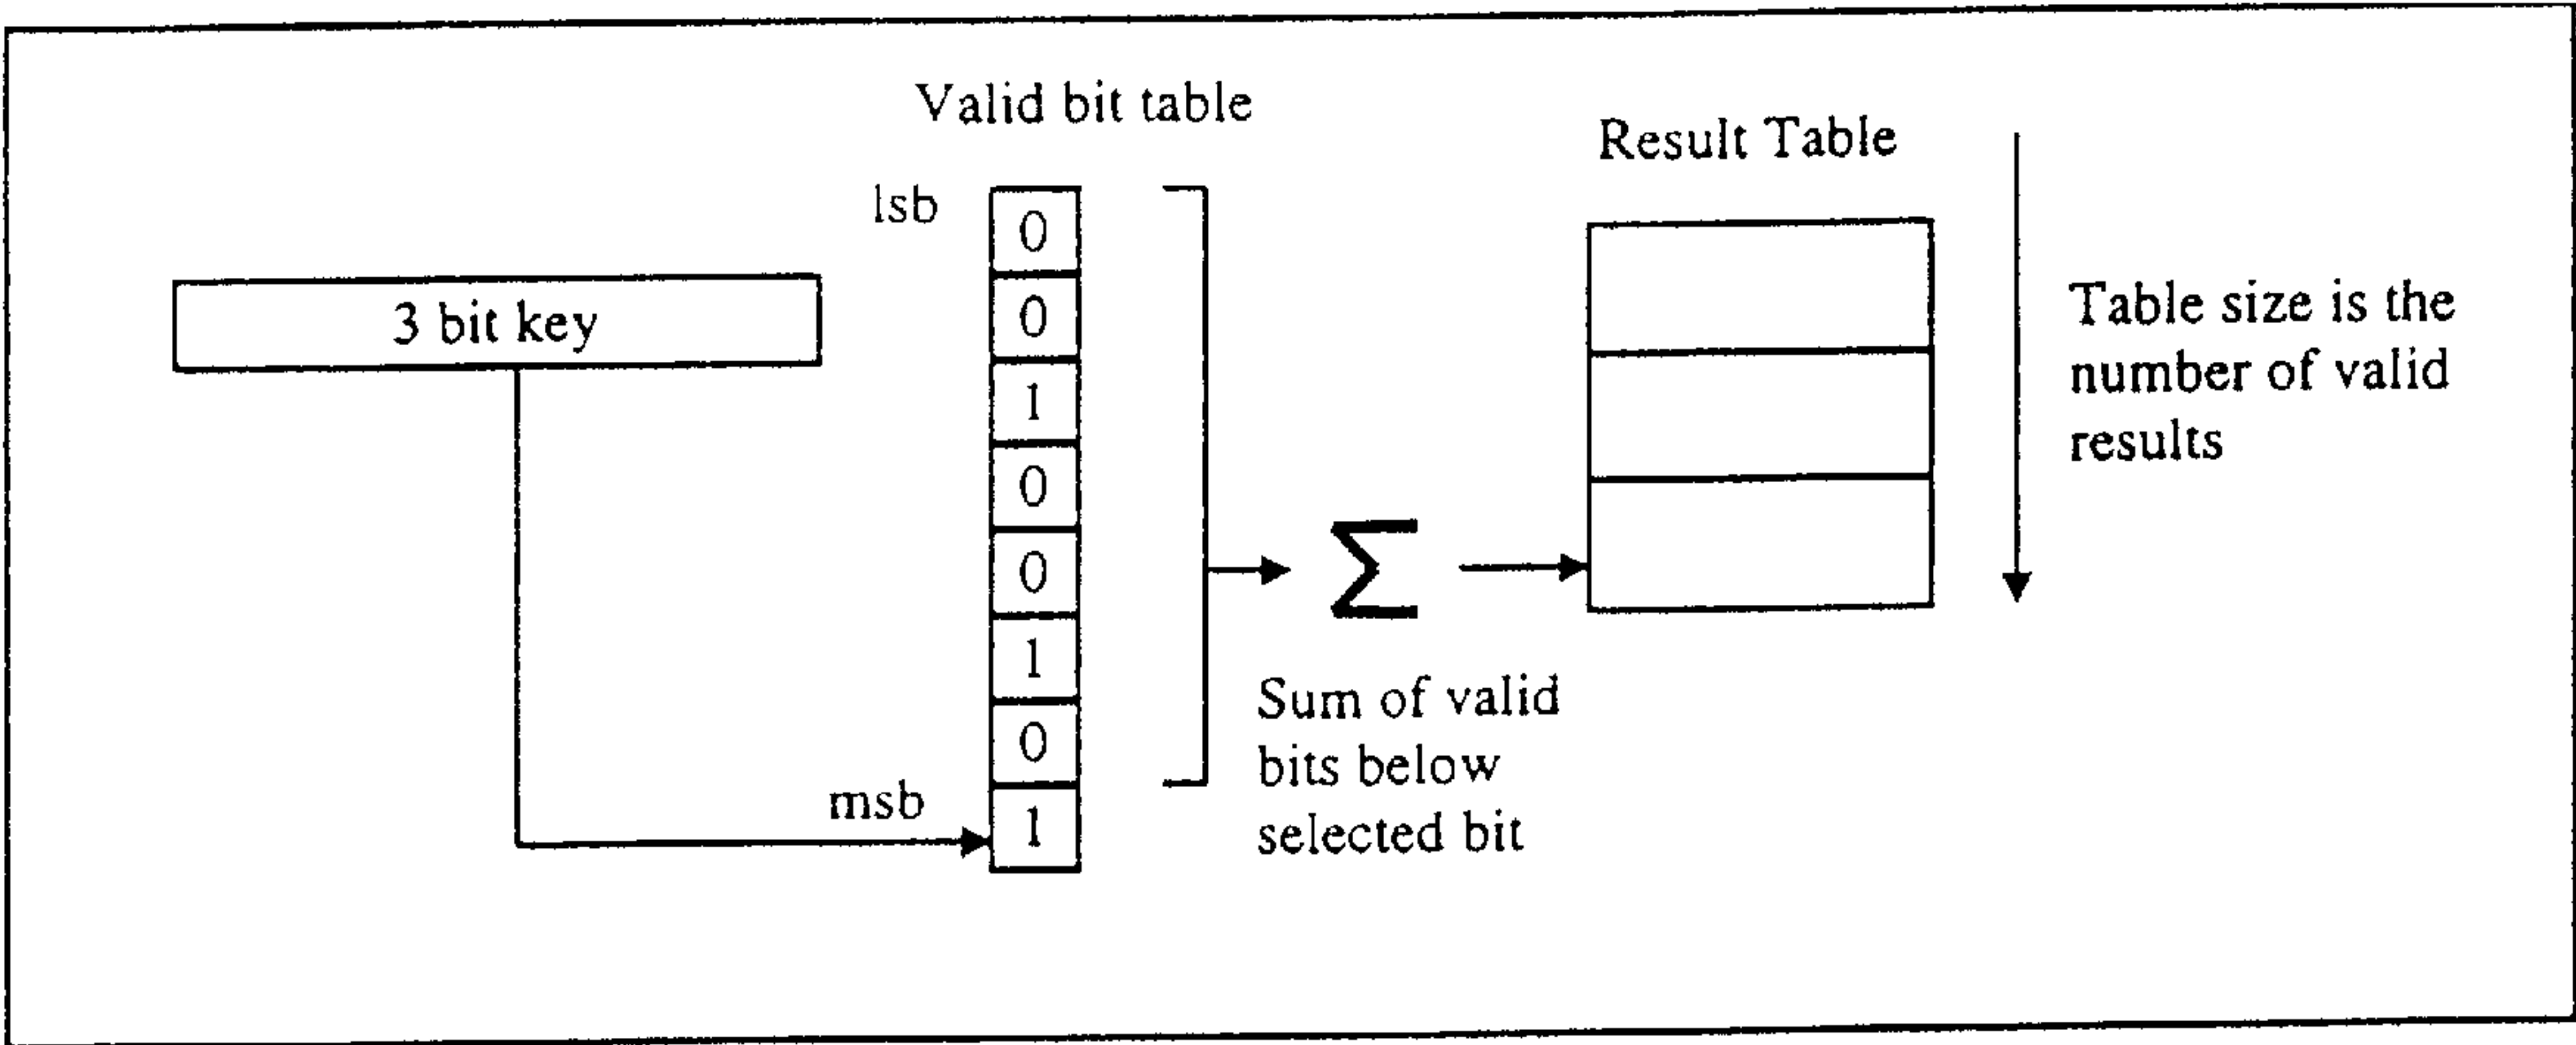 Valid bit table
Result Table
lsb
0
3 bit key
0
1
0
0
1
0
msb
1
Σ
Sum of valid
bits below
selected bit
Table size is the
number of valid
results